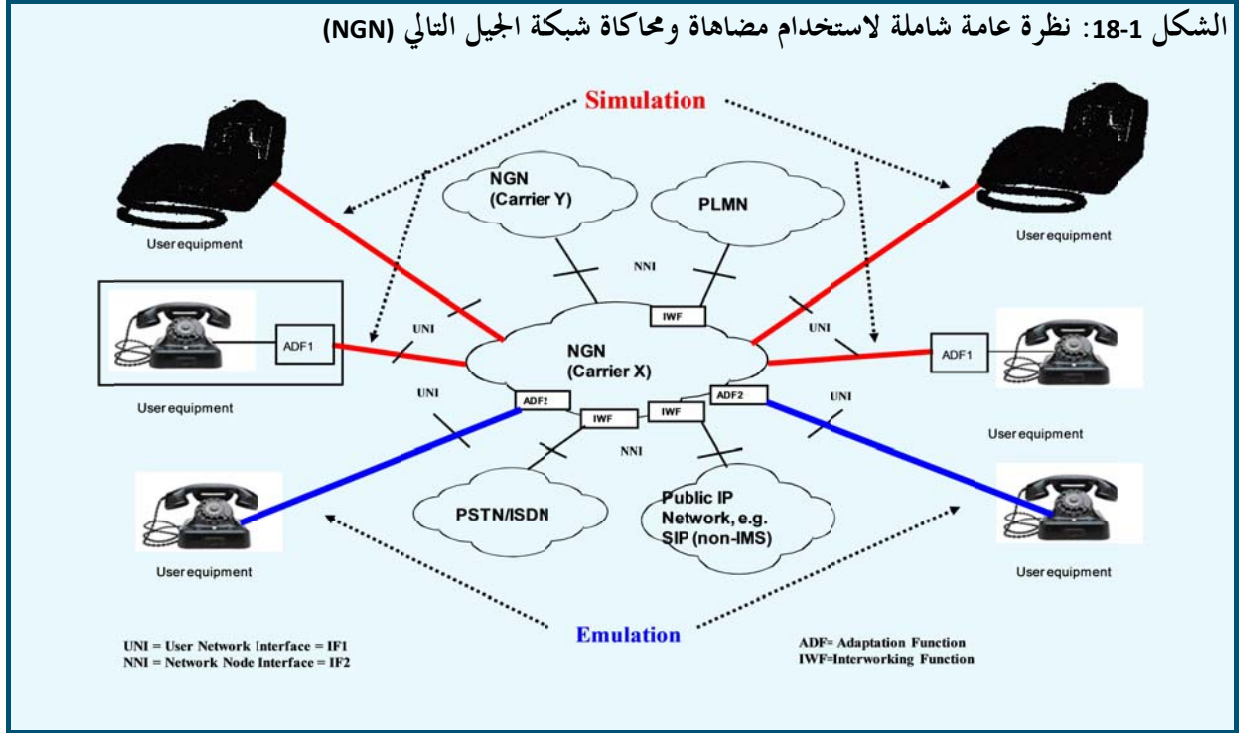 الشكل 1-18: نظرة عامة شاملة لاستخدام مضاهاة ومحاكاة شبكة الجيل التالي (NGN)
Simulation
NGN
(Carrier Y)
PLMN
User equipment
User equipment
NNI
UNI
IWF
UNI
ADF1
NGN
(Carrier X)
ADF1
User equipment
UNI
ADF!
IWF
IWF
ADF2
UNI
User equipment
NNI
PSTN/ISDN
Public IP
Network, e.g.
SIP (non-IMS)
User equipment
User equipment
Emulation
UNI = User Network Interface = IF1
NNI = Network Node Interface = IF2
ADF= Adaptation Function
IWF=Interworking Function